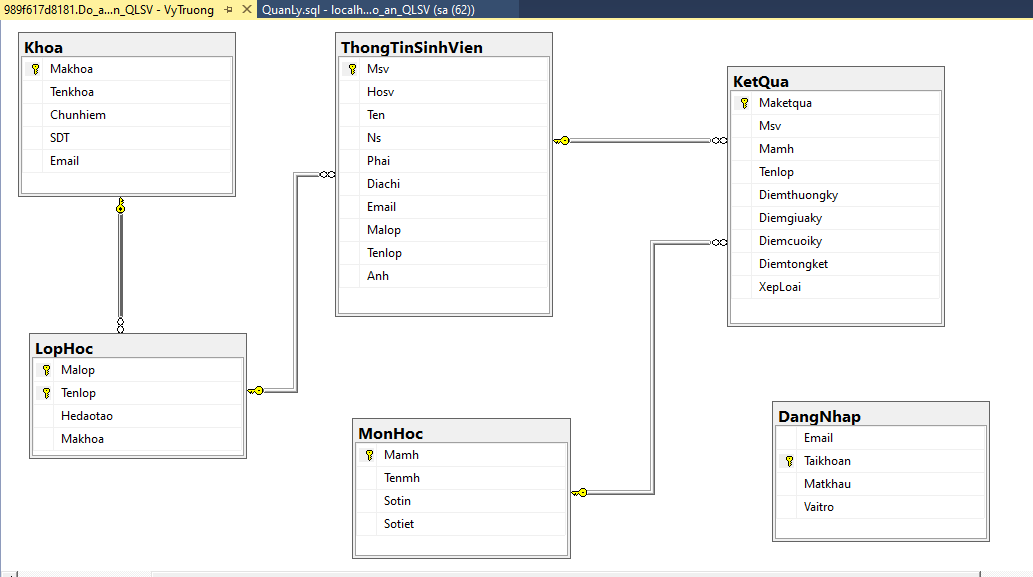 989f617d8181.Do_a...n_QLSV - VyTruong
QuanLy.sql - localh...o_an_QLSV (sa (62))
Khoa
Makhoa
Tenkhoa
Chunhiem
SDT
Email
ThongTinSinhVien
Msv
Hosv
Ten
Ns
Phai
Diachi
Email
Malop
Tenlop
Anh
KetQua
Maketqua
Msv
Mamh
Tenlop
Diemthuongky
Diemgiuaky
Diemcuoiky
Diemtongket
XepLoai
LopHoc
Malop
Tenlop
Hedaotao
Makhoa
MonHoc
Mamh
Tenmh
Sotin
Sotiet
DangNhap
Email
Taikhoan
Matkhau
Vaitro